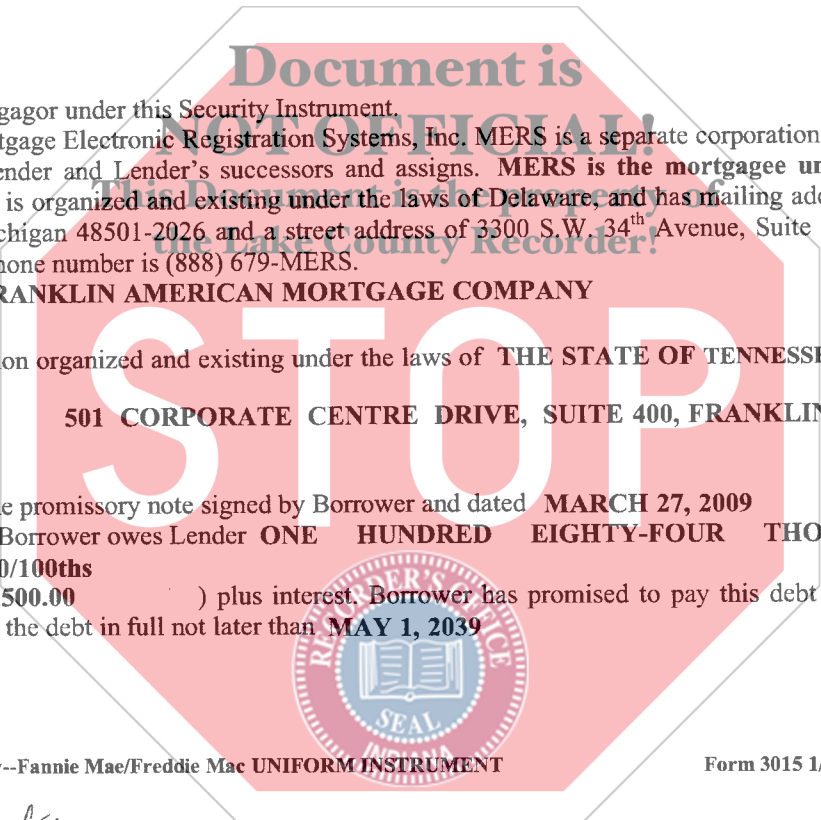 Document is
NOT OFFICIAL!
This Document is the property of
the Lake County Recorder!
gagor under this Security Instrument.
tgage Electronic Registration Systems, Inc. MERS is a separate corporation
ender and Lender's successors and assigns. MERS is the mortgagee un
is organized and existing under the laws of Delaware, and has mailing add
chigan 48501-2026 and a street address of 3300 S.W. 34th Avenue, Suite
hone number is (888) 679-MERS.
RANKLIN AMERICAN MORTGAGE COMPANY
on organized and existing under the laws of THE STATE OF TENNESSE
501 CORPORATE CENTRE DRIVE, SUITE 400, FRANKLIN
STOP
e promissory note signed by Borrower and dated MARCH 27, 2009
Borrower owes Lender ONE HUNDRED EIGHTY-FOUR THO
0/100ths
500.00 ) plus interest. Borrower has promised to pay this debt
the debt in full not later than MAY 1, 2039
RECORDER'S OFFICE
SEAL
INDIANA
--Fannie Mae/Freddie Mac UNIFORM INSTRUMENT
Form 3015 1/